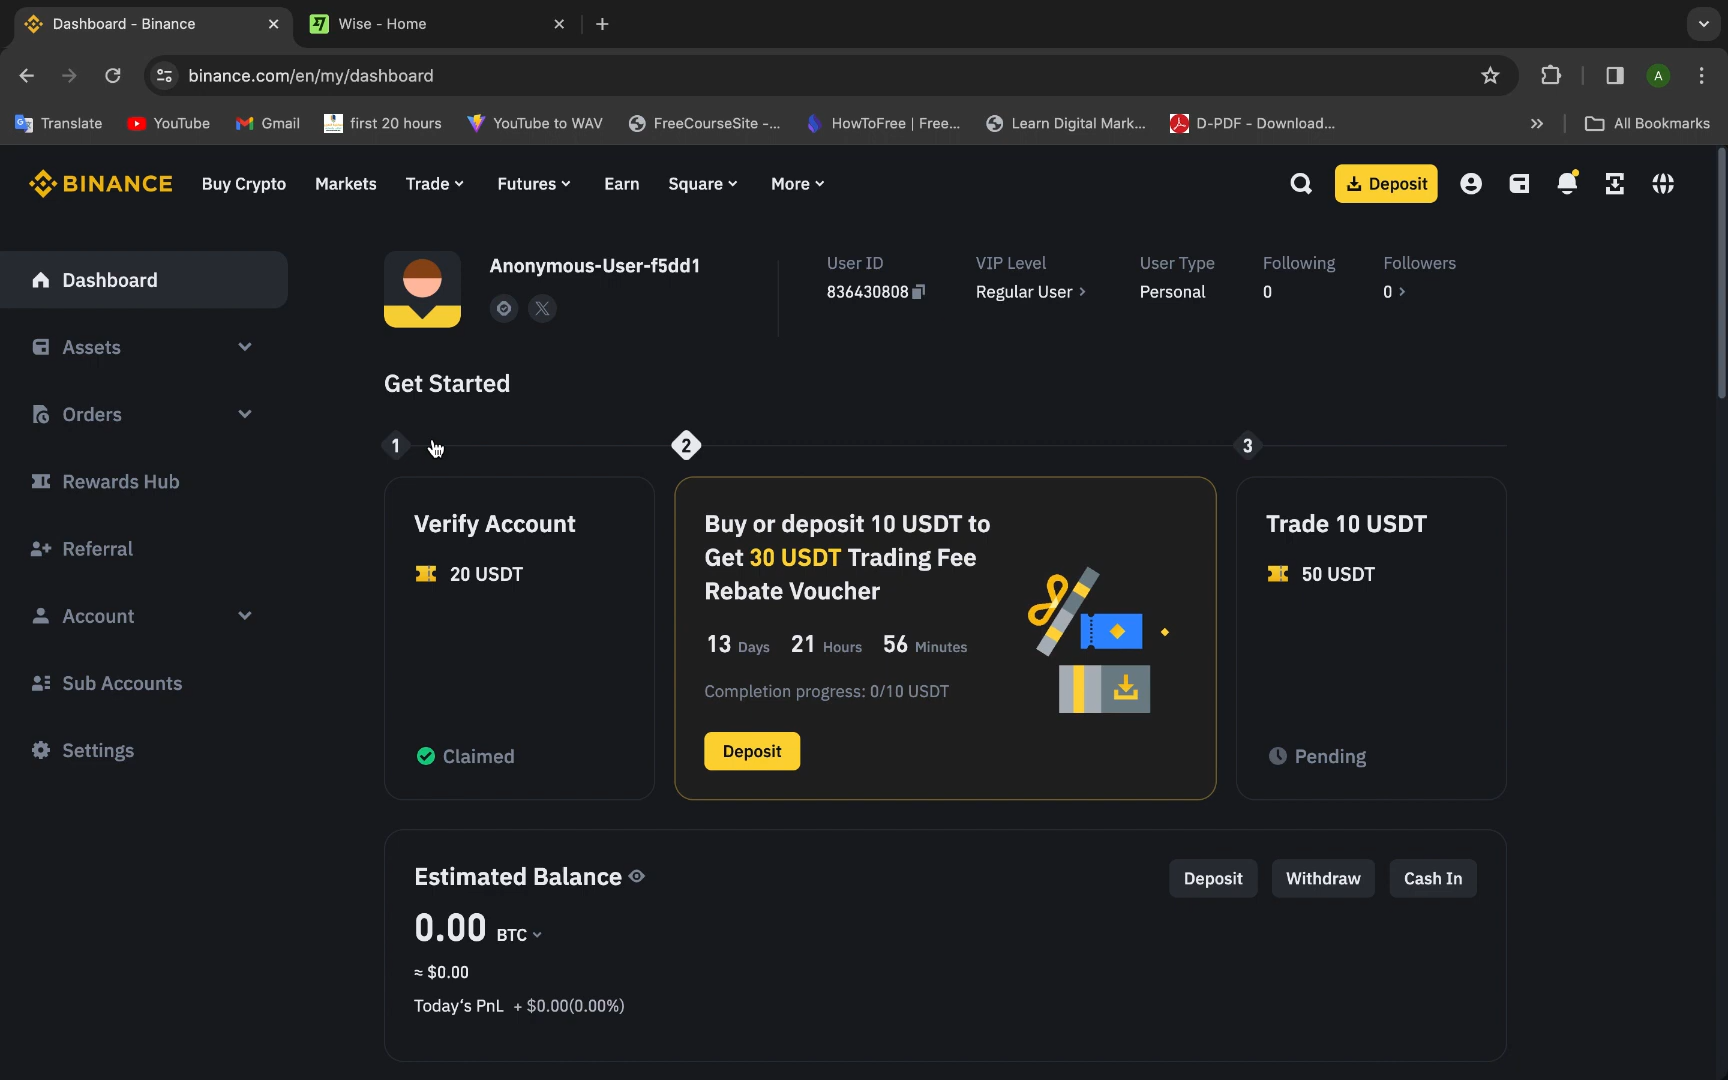 Dashboard - Binance
Wise - Home
binance.com/en/my/dashboard
A
Translate
YouTube
Gmail
first 20 hours
YouTube to WAV
FreeCourseSite -...
HowToFree | Free...
Learn Digital Mark...
D-PDF - Download...
All Bookmarks
BINANCE
Buy Crypto
Markets
Trade
Futures
Earn
Square
More
Deposit
Dashboard
Assets
Orders
Rewards Hub
Referral
Account
Sub Accounts
Settings
Anonymous-User-f5dd1
User ID
836430808
VIP Level
Regular User
User Type
Personal
Following
0
Followers
0
Get Started
1
2
3
Verify Account
20 USDT
Claimed
Buy or deposit 10 USDT to
Get 30 USDT Trading Fee
Rebate Voucher
13 Days 21 Hours 56 Minutes
Completion progress: 0/10 USDT
Deposit
Trade 10 USDT
50 USDT
Pending
Estimated Balance
Deposit
Withdraw
Cash In
0.00 BTC
≈ $0.00
Today's PnL + $0.00(0.00%)